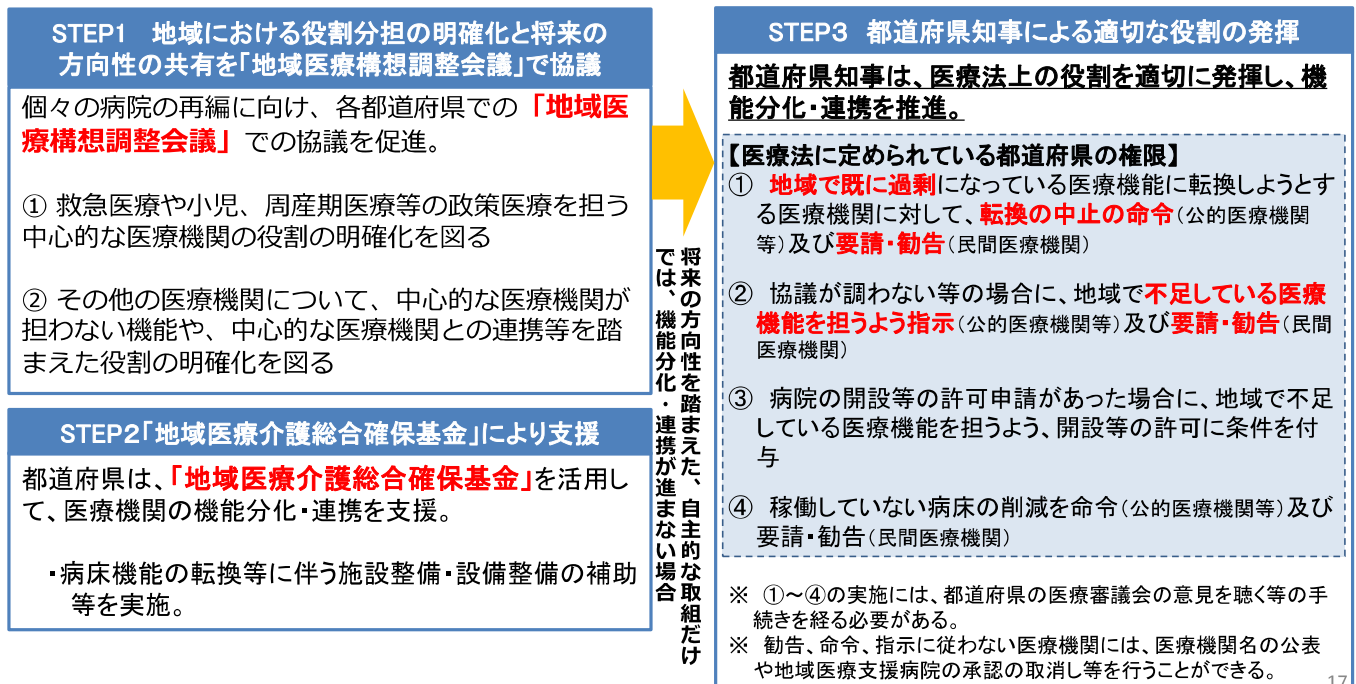 STEP1　地域における役割分担の明確化と将来の
方向性の共有を「地域医療構想調整会議」で協議
個々の病院の再編に向け、各都道府県での「地域医
療構想調整会議」での協議を促進。
① 救急医療や小児、周産期医療等の政策医療を担う
中心的な医療機関の役割の明確化を図る
② その他の医療機関について、中心的な医療機関が
担わない機能や、中心的な医療機関との連携等を踏
まえた役割の明確化を図る
STEP2「地域医療介護総合確保基金」により支援
都道府県は、「地域医療介護総合確保基金」を活用し
て、医療機関の機能分化・連携を支援。
・病床機能の転換等に伴う施設整備・設備整備の補助
等を実施。
将来の方向性を踏まえた、自主的な取組だけ
では、機能分化・連携が進まない場合
STEP3　都道府県知事による適切な役割の発揮
都道府県知事は、医療法上の役割を適切に発揮し、機
能分化・連携を推進。
【医療法に定められている都道府県の権限】
①　地域で既に過剰になっている医療機能に転換しようとす
る医療機関に対して、転換の中止の命令（公的医療機関
等）及び要請・勧告（民間医療機関）
②　協議が調わない等の場合に、地域で不足している医療
機能を担うよう指示（公的医療機関等）及び要請・勧告（民間
医療機関）
③　病院の開設等の許可申請があった場合に、地域で不足
している医療機能を担うよう、開設等の許可に条件を付
与
④　稼働していない病床の削減を命令（公的医療機関等）及び
要請・勧告（民間医療機関）
※　①～④の実施には、都道府県の医療審議会の意見を聴く等の手
続きを経る必要がある。
※　勧告、命令、指示に従わない医療機関には、医療機関名の公表
や地域医療支援病院の承認の取消し等を行うことができる。
17